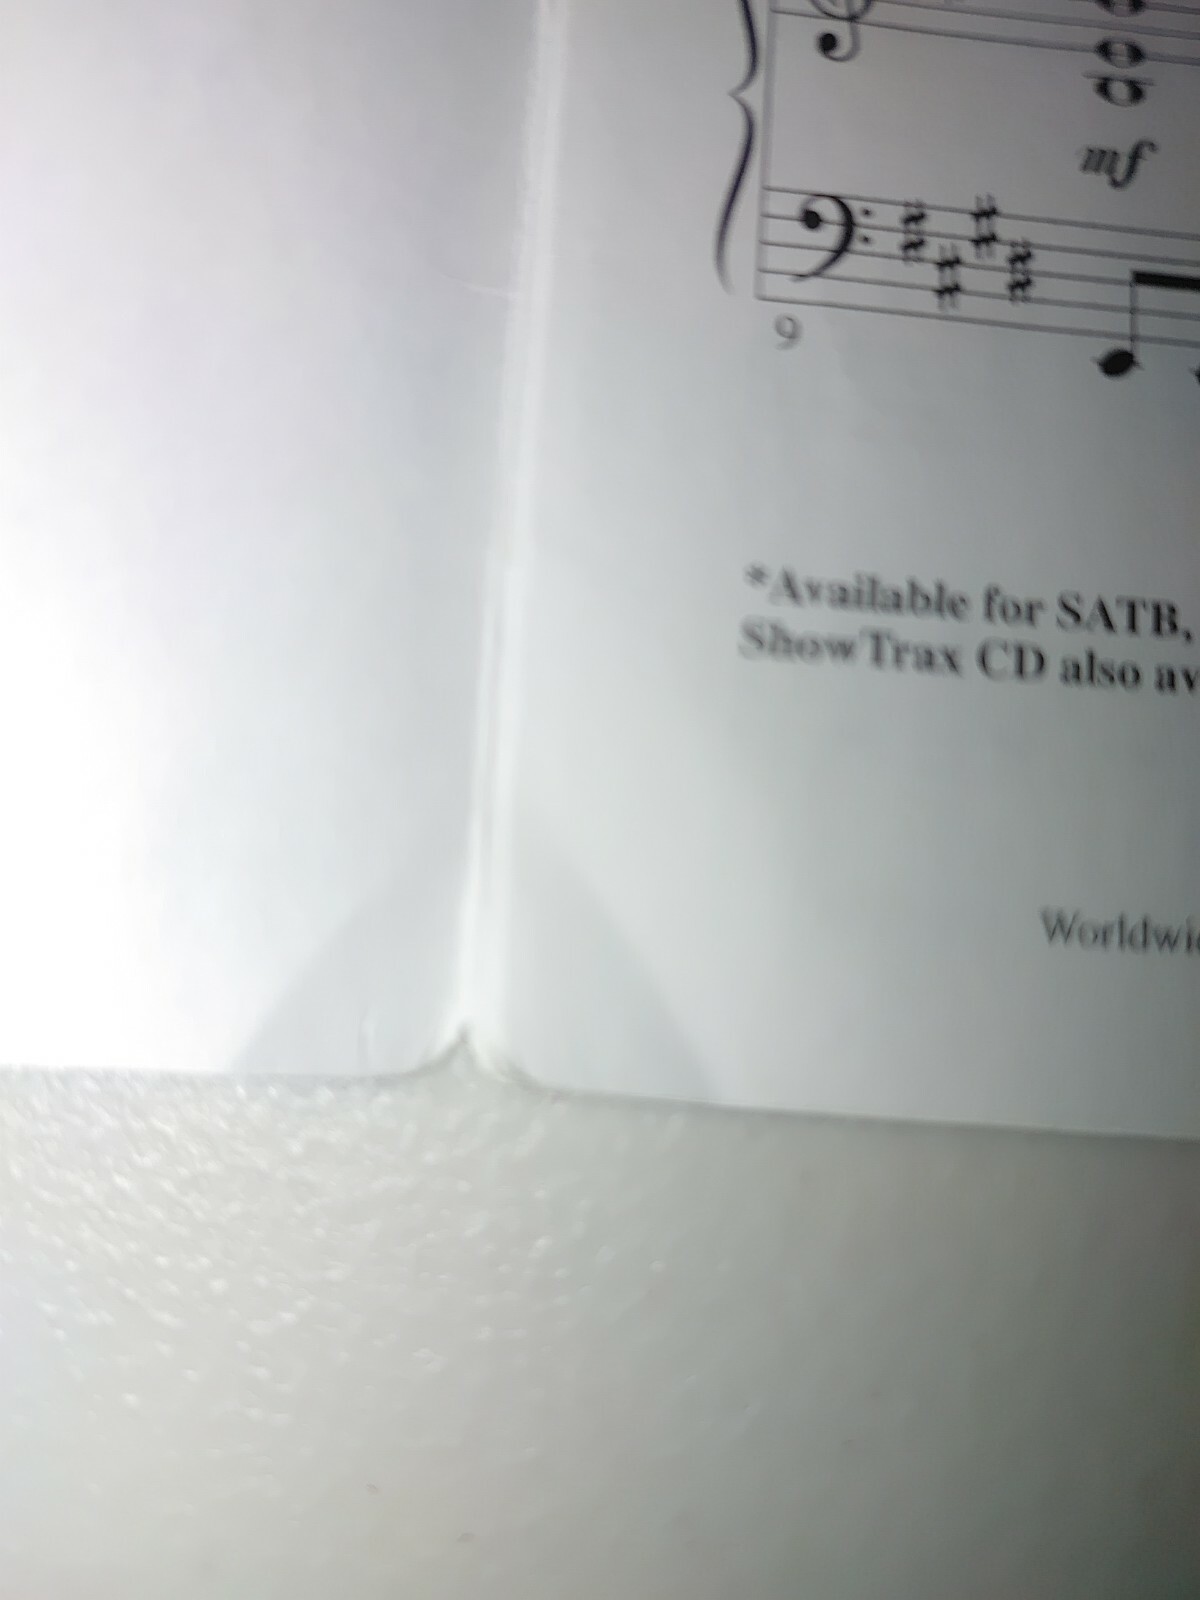 mf
9
*Available for SATB,
ShowTrax CD also av
Worldwi